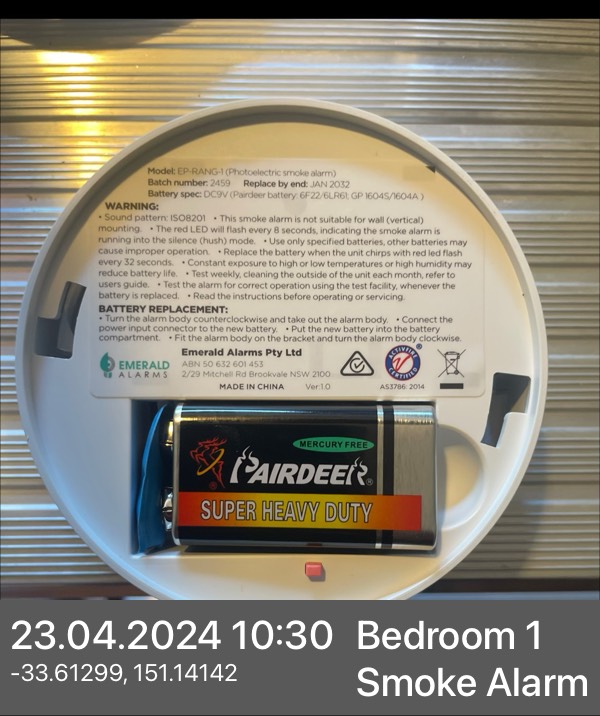 Model: EP-RANG-1 (Photoelectric smoke alarm)
Batch number: 2459 Replace by end: JAN 2032
Battery spec: DC9V (Pairdeer battery: 6F22/6LR61, GP 1604S/1604A )
WARNING:
• Sound pattern: ISO8201 • This smoke alarm is not suitable for wall (vertical)
mounting. • The red LED will flash every 8 seconds, indicating the smoke alarm is
running into the silence (hush) mode. • Use only specified batteries, other batteries may
cause improper operation. • Replace the battery when the unit chirps with red led flash
every 32 seconds. • Constant exposure to high or low temperatures or high humidity may
reduce battery life. • Test weekly, cleaning the outside of the unit each month, refer to
users guide. • Test the alarm for correct operation using the test facility, whenever the
battery is replaced. • Read the instructions before operating or servicing.
BATTERY REPLACEMENT:
• Turn the alarm body counterclockwise and take out the alarm body. • Connect the
power input connector to the new battery. • Put the new battery into the battery
compartment. • Fit the alarm body on the bracket and turn the alarm body clockwise.
EMERALD
ALARMS
Emerald Alarms Pty Ltd
ABN 50 632 601 453
2/29 Mitchell Rd Brookvale NSW 2100
MADE IN CHINA Ver:1.0
ACTIVFIRE
CERTIFIED
AS3786: 2014
MERCURY FREE
PAIRDEER®
SUPER HEAVY DUTY
23.04.2024 10:30
-33.61299, 151.14142
Bedroom 1
Smoke Alarm